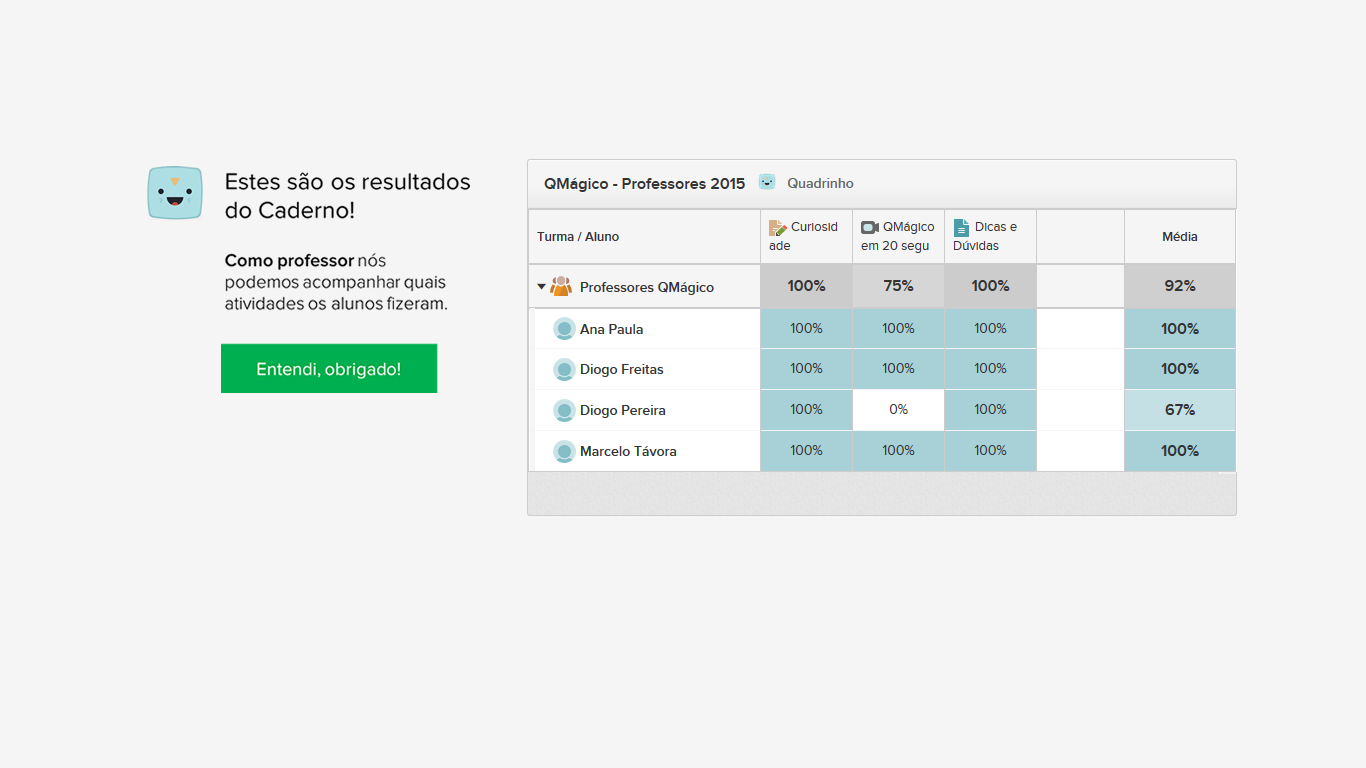 Estes são os resultados
do Caderno!
Como professor nós
podemos acompanhar quais
atividades os alunos fizeram.
Entendi, obrigado!
QMágico - Professores 2015 Quadrinho
Turma / Aluno
Curiosid
ade
QMágico
em 20 segu
Dicas e
Dúvidas
Média
Professores QMágico 100% 75% 100% 92%
Ana Paula 100% 100% 100% 100%
Diogo Freitas 100% 100% 100% 100%
Diogo Pereira 100% 0% 100% 67%
Marcelo Távora 100% 100% 100% 100%